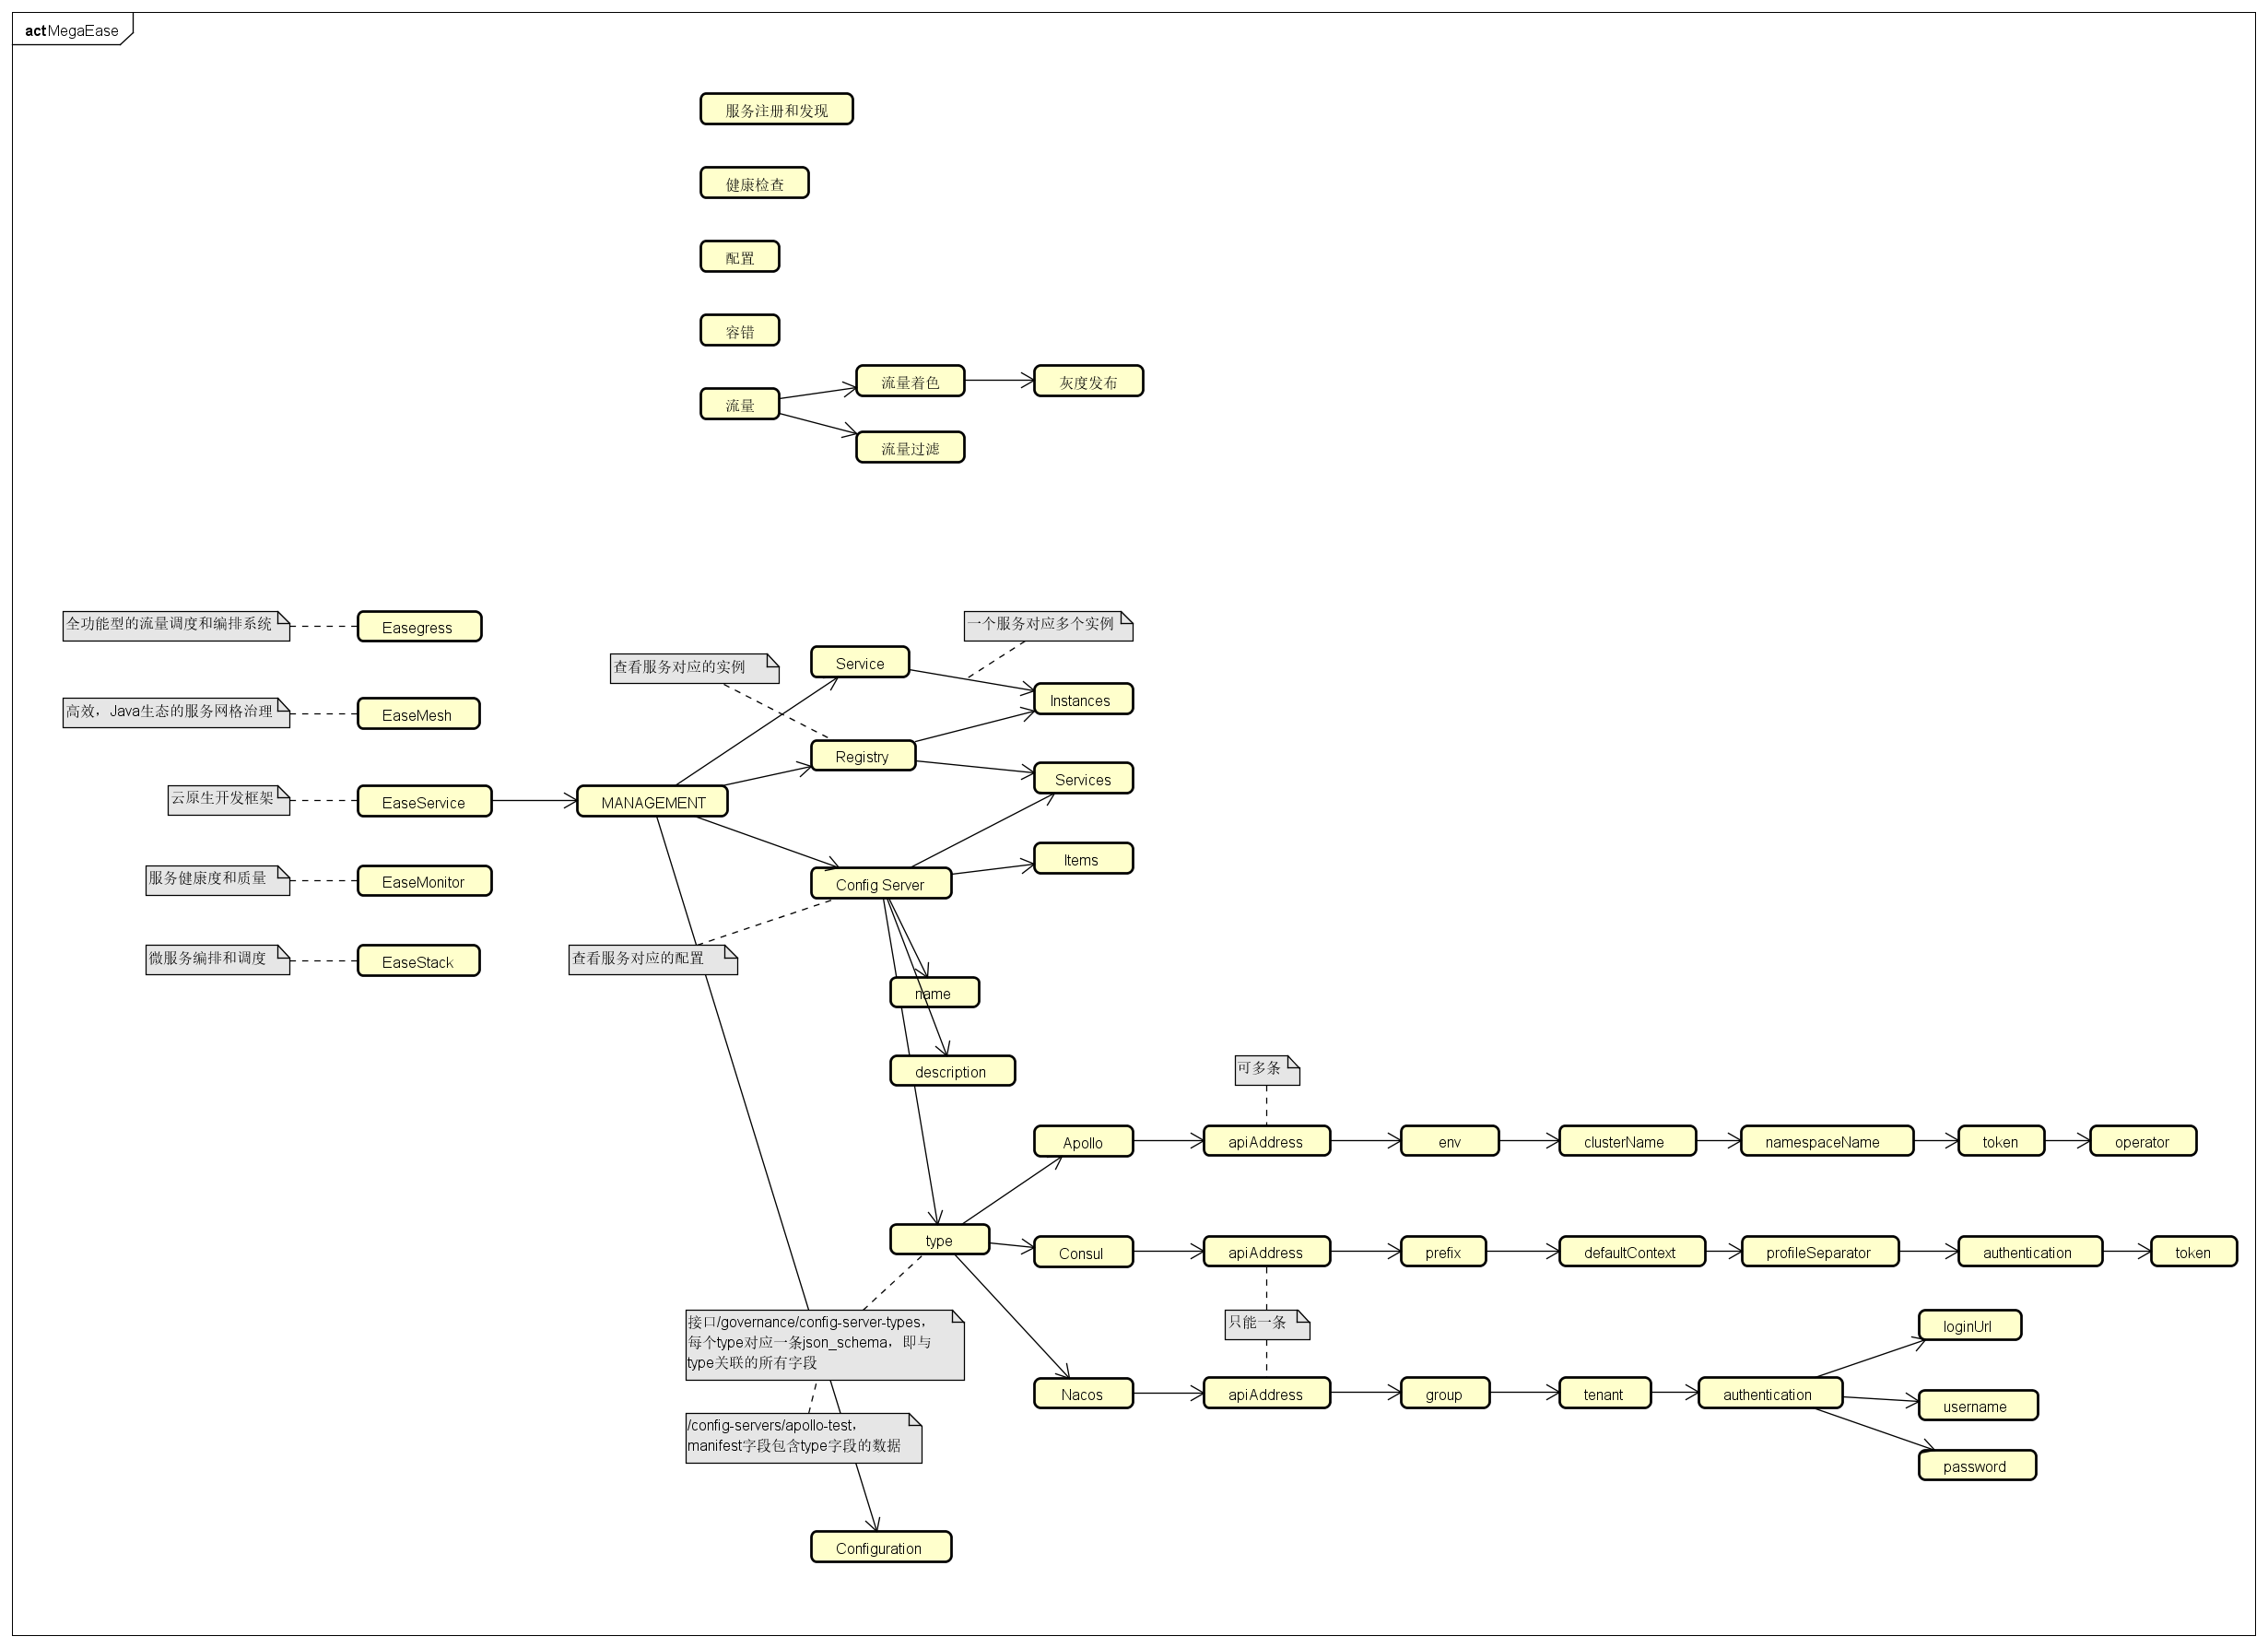 act MegaEase
服务注册和发现
健康检查
配置
容错
流量
流量着色
灰度发布
流量过滤
全功能型的流量调度和编排系统
Easegress
一个服务对应多个实例
查看服务对应的实例
Service
Instances
高效，Java生态的服务网格治理
EaseMesh
Registry
Services
云原生开发框架
EaseService
MANAGEMENT
Items
服务健康度和质量
EaseMonitor
Config Server
微服务编排和调度
EaseStack
查看服务对应的配置
name
description
可多条
Apollo
apiAddress
env
clusterName
namespaceName
token
operator
type
Consul
apiAddress
prefix
defaultContext
profileSeparator
authentication
token
接口/governance/config-server-types，
每个type对应一条json_schema，即与
type关联的所有字段
只能一条
loginUrl
Nacos
apiAddress
group
tenant
authentication
username
password
/config-servers/apollo-test，
manifest字段包含type字段的数据
Configuration